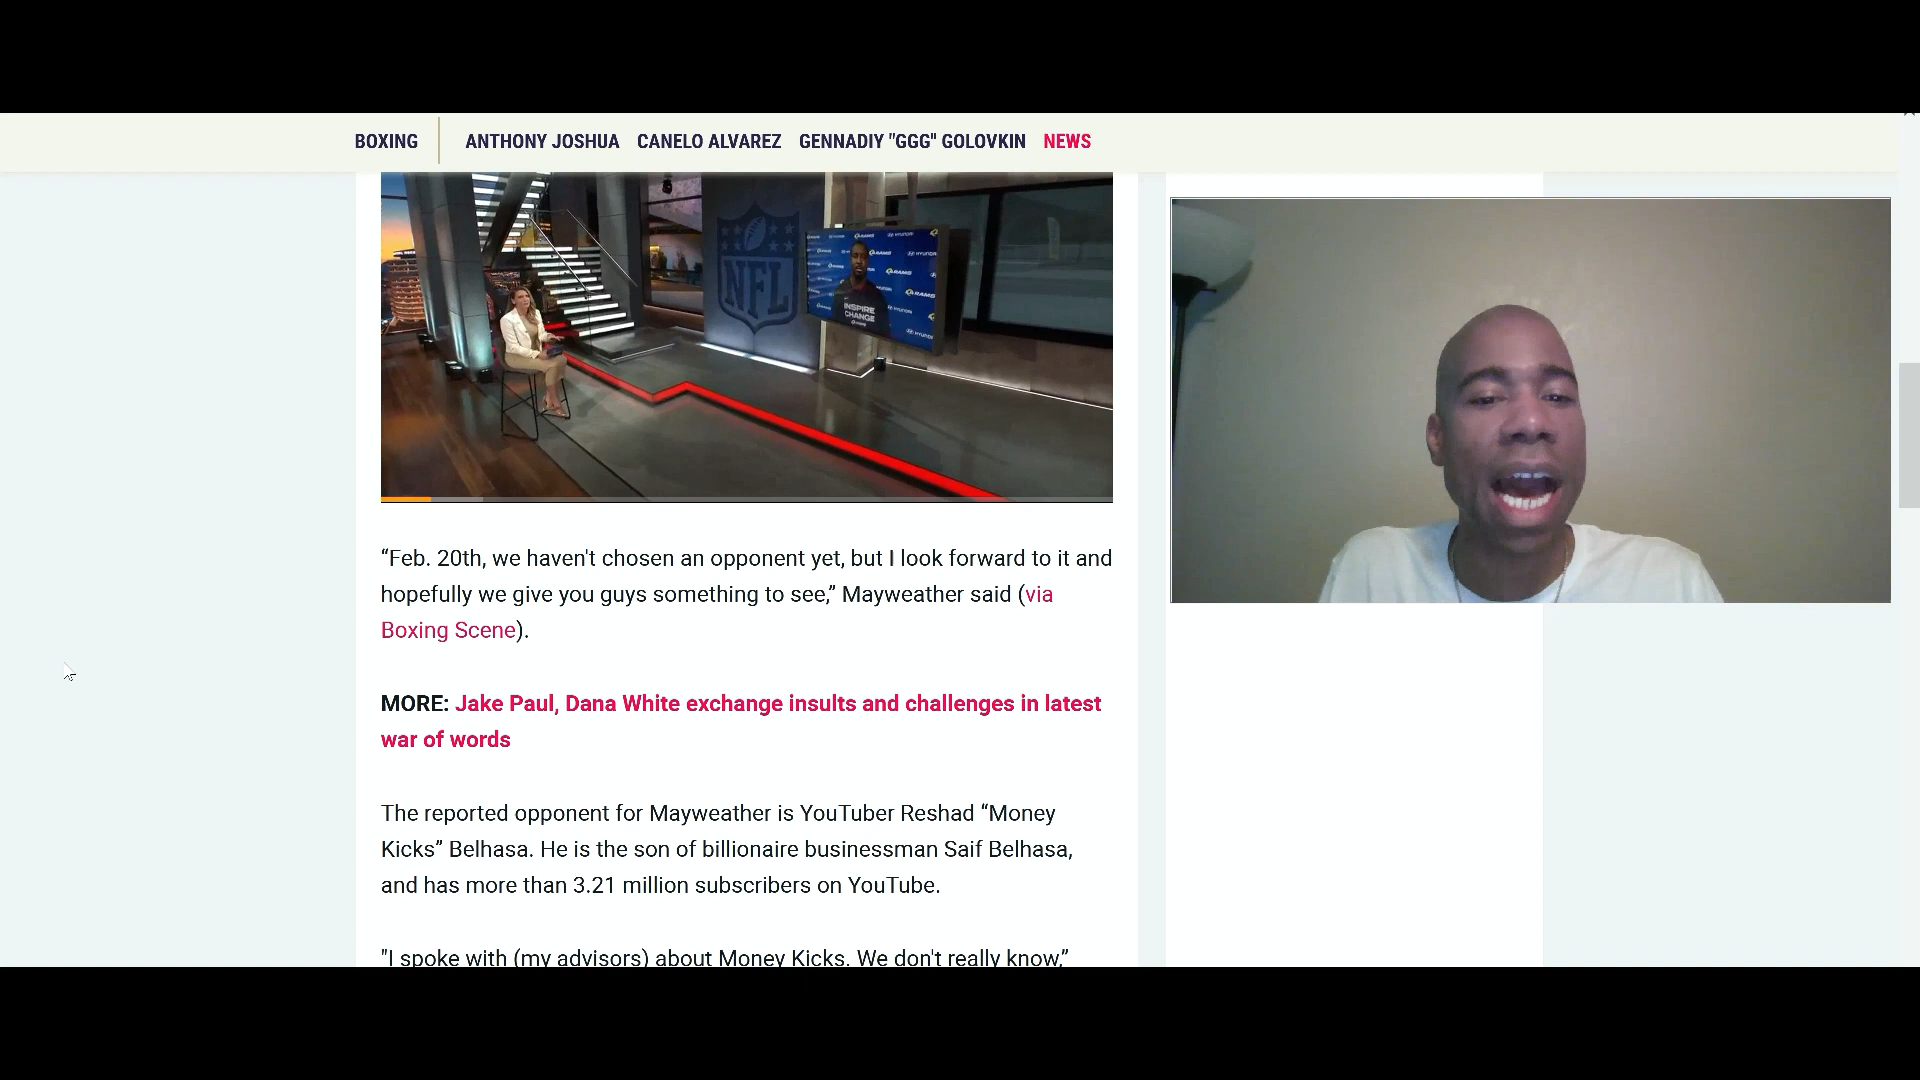 BOXING
ANTHONY JOSHUA CANELO ALVAREZ GENNADIY "GGG" GOLOVKIN NEWS
NFL
RAMS
HYUNDAI
INSPIRE
CHANGE
“Feb. 20th, we haven't chosen an opponent yet, but I look forward to it and
hopefully we give you guys something to see,” Mayweather said (via
Boxing Scene).
MORE: Jake Paul, Dana White exchange insults and challenges in latest
war of words
The reported opponent for Mayweather is YouTuber Reshad “Money
Kicks” Belhasa. He is the son of billionaire businessman Saif Belhasa,
and has more than 3.21 million subscribers on YouTube.
"I spoke with (my advisors) about Money Kicks. We don't really know,”